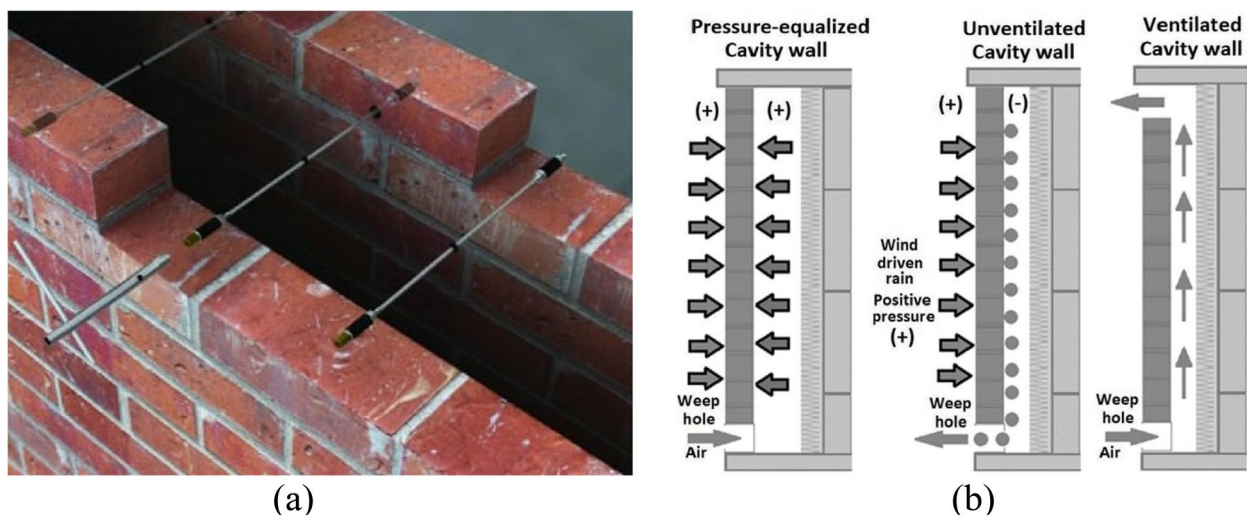 Pressure-equalized
Cavity wall
(+)
(+)
Weep
hole
Air
Unventilated
Cavity wall
(+)
(-)
Wind
driven
rain
Positive
pressure
(+)
Weep
hole
Ventilated
Cavity wall
Weep
hole
Air
(a)
(b)